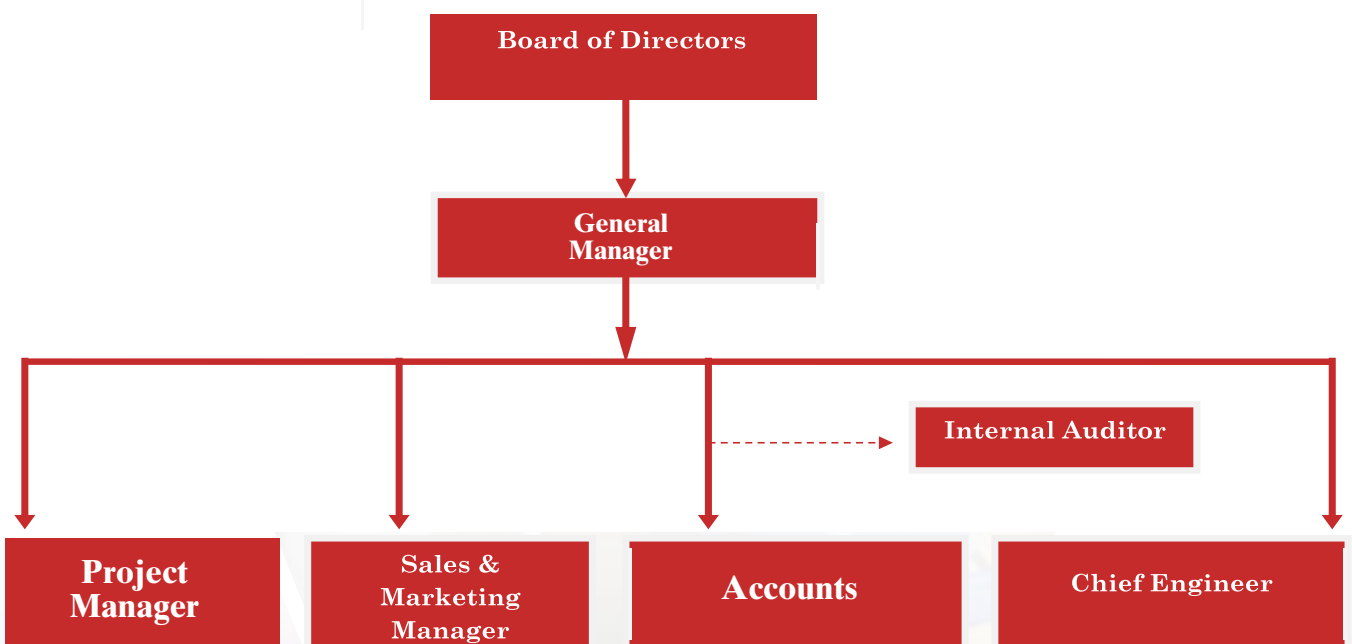 Board of Directors
General
Manager
Internal Auditor
Project
Manager
Sales &
Marketing
Manager
Accounts
Chief Engineer